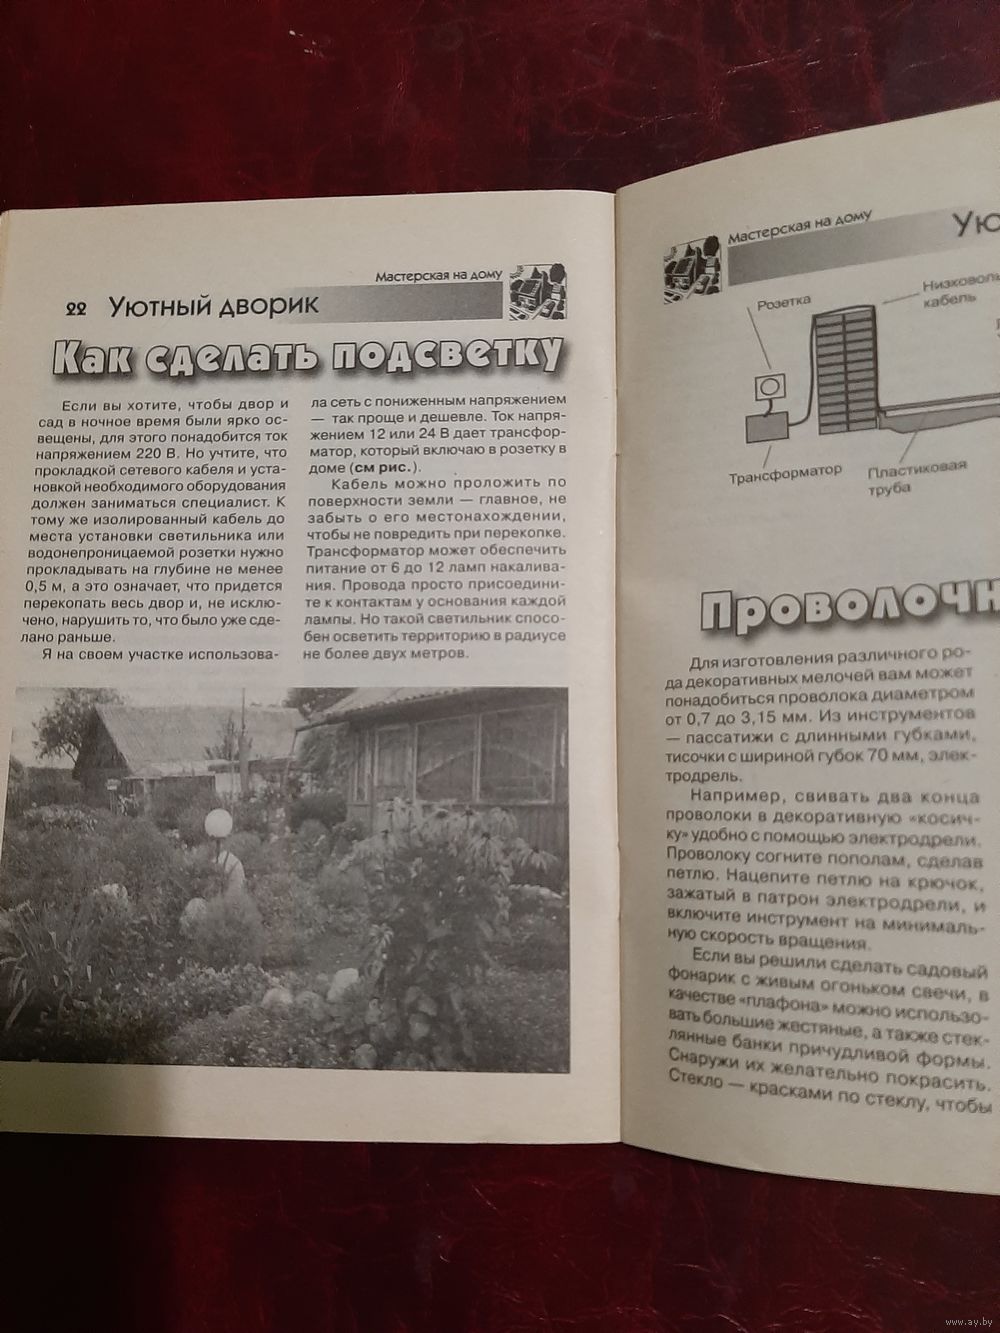 Мастерская на дому
22 Уютный дворик
Как сделать подсветку
Если вы хотите, чтобы двор и
сад в ночное время были ярко ос-
вещены, для этого понадобится ток
напряжением 220 В. Но учтите, что
прокладкой сетевого кабеля и уста-
новкой необходимого оборудования
должен заниматься специалист. К
тому же изолированный кабель до
места установки светильника или
водонепроницаемой розетки нужно
прокладывать на глубине не менее
0,5 м, а это означает, что придется
перекопать весь двор и, не исклю-
чено, нарушить то, что было уже сде-
лано раньше.
Я на своем участке использова-
ла сеть с пониженным напряжением
— так проще и дешевле. Ток напря-
жением 12 или 24 В дает трансфор-
матор, который включаю в розетку в
доме (см рис.).
Кабель можно проложить по
поверхности земли — главное, не
забыть о его местонахождении,
чтобы не повредить при перекопке.
Трансформатор может обеспечить
питание от 6 до 12 ламп накалива-
ния. Провода просто присоедини-
те к контактам у основания каждой
лампы. Но такой светильник спосо-
бен осветить территорию в радиусе
не более двух метров.
Мастерская на дому
Ую
Розетка
Низковоль
кабель
Трансформатор
Пластиковая
труба
Проволочн
Для изготовления различного ро-
да декоративных мелочей вам может
понадобиться проволока диаметром
от 0,7 до 3,15 мм. Из инструментов
— пассатижи с длинными губками,
тисочки с шириной губок 70 мм, элек-
тродрель.
Например, свивать два конца
проволоки в декоративную «косич-
ку» удобно с помощью электродрели.
Проволоку согните пополам, сделав
петлю. Нацепите петлю на крючок,
зажатый в патрон электродрели, и
включите инструмент на минималь-
ную скорость вращения.
Если вы решили сделать садовый
фонарик с живым огоньком свечи, в
качестве «плафона» можно использо-
вать большие жестяные, а также стек-
лянные банки причудливой формы.
Снаружи их желательно покрасить.
Стекло — красками по стеклу, чтобы
www.ay.by